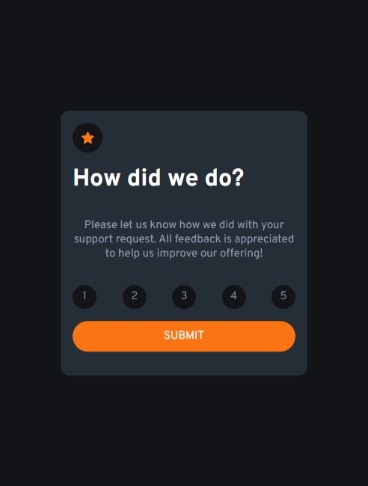 How did we do?
Please let us know how we did with your
support request. All feedback is appreciated
to help us improve our offering!
1 2 3 4 5
SUBMIT